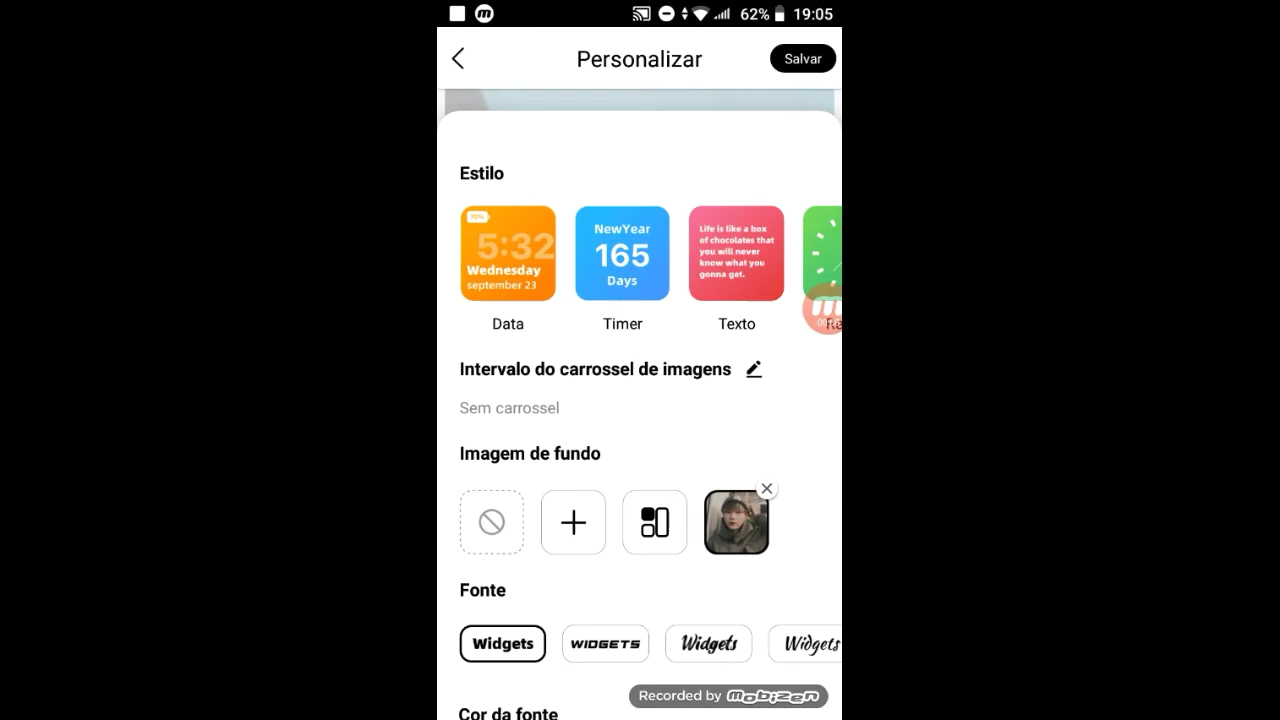 62% 19:05
Personalizar
Salvar
Estilo
70%
5:32
Wednesday
september 23
NewYear
165
Days
Life is like a box
of chocolates that
you will never
know what you
gonna get.
Data
Timer
Texto
Intervalo do carrossel de imagens
Sem carrossel
Imagem de fundo
Fonte
Widgets
WIDGETS
Widgets
Widgets
Recorded by mobizen
Cor da fonte